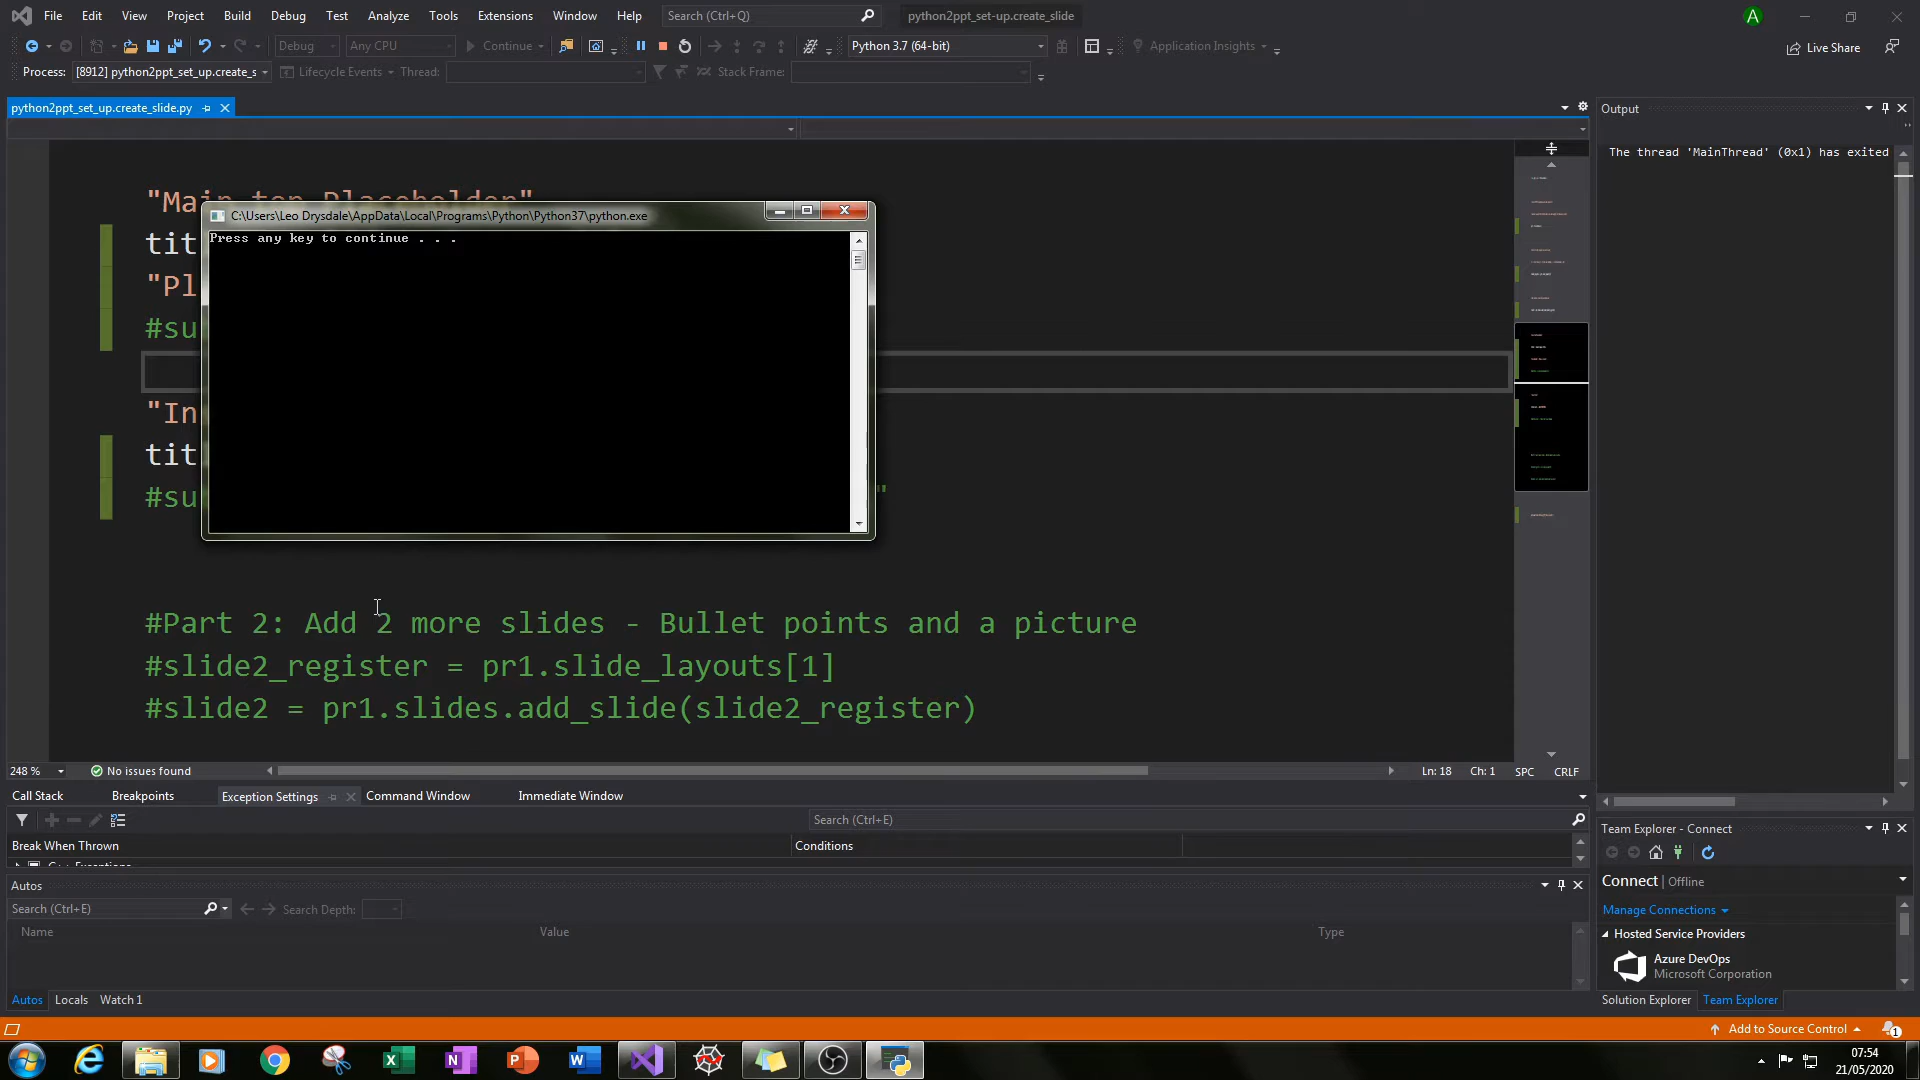 File Edit View Project Build Debug Test Analyze Tools Extensions Window Help Search (Ctrl+Q) python2ppt_set-up.create_slide A
Debug Any CPU Continue Python 3.7 (64-bit) Application Insights Live Share
Process: [8912] python2ppt_set_up.create_s Lifecycle Events Thread: Stack Frame:
python2ppt_set_up.create_slide.py
Output
The thread 'MainThread' (0x1) has exited
"Main top Placeholder"
C:\Users\Leo Drysdale\AppData\Local\Programs\Python\Python37\python.exe
Press any key to continue . . .
tit
"Pl
#su
"In
tit
#su "
#Part 2: Add 2 more slides - Bullet points and a picture
#slide2_register = pr1.slide_layouts[1]
#slide2 = pr1.slides.add_slide(slide2_register)
248 % No issues found Ln: 18 Ch: 1 SPC CRLF
Call Stack Breakpoints Exception Settings Command Window Immediate Window
Search (Ctrl+E)
Break When Thrown Conditions
C++ Exceptions
Autos
Search (Ctrl+E) Search Depth:
Name Value Type
Autos Locals Watch 1
Team Explorer - Connect
Connect | Offline
Manage Connections
Hosted Service Providers
Azure DevOps
Microsoft Corporation
Solution Explorer Team Explorer
Add to Source Control 1
07:54
21/05/2020